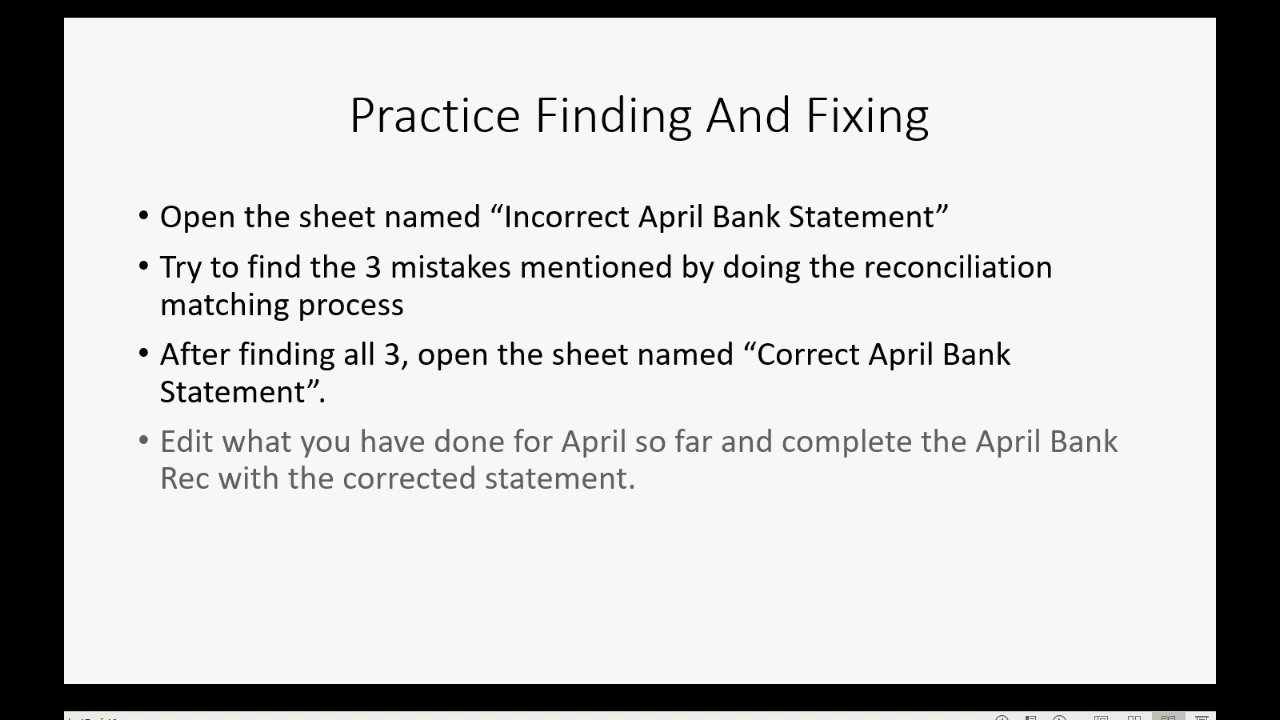 Practice Finding And Fixing
• Open the sheet named “Incorrect April Bank Statement”
• Try to find the 3 mistakes mentioned by doing the reconciliation
matching process
• After finding all 3, open the sheet named “Correct April Bank
Statement”.
• Edit what you have done for April so far and complete the April Bank
Rec with the corrected statement.